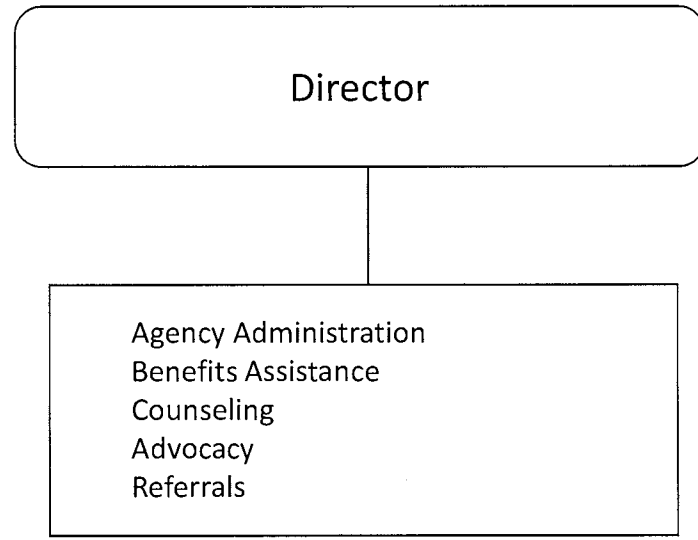 Director
Agency Administration
Benefits Assistance
Counseling
Advocacy
Referrals